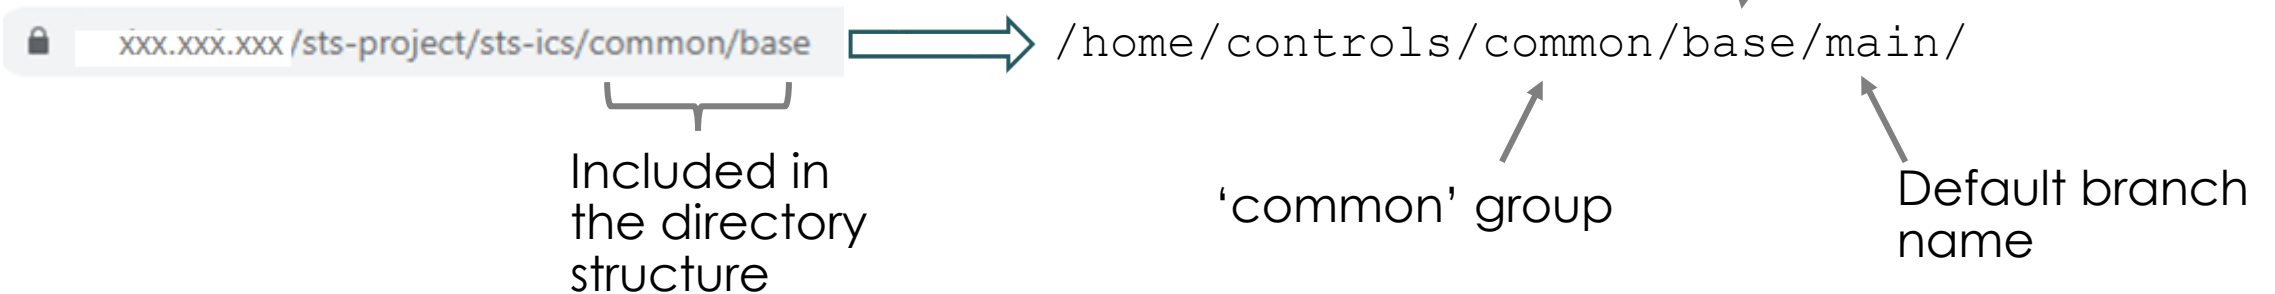 xxx.xxx.xxx /sts-project/sts-ics/common/base
/home/controls/common/base/main/
Included in
the directory
structure
‘common’ group
Default branch
name